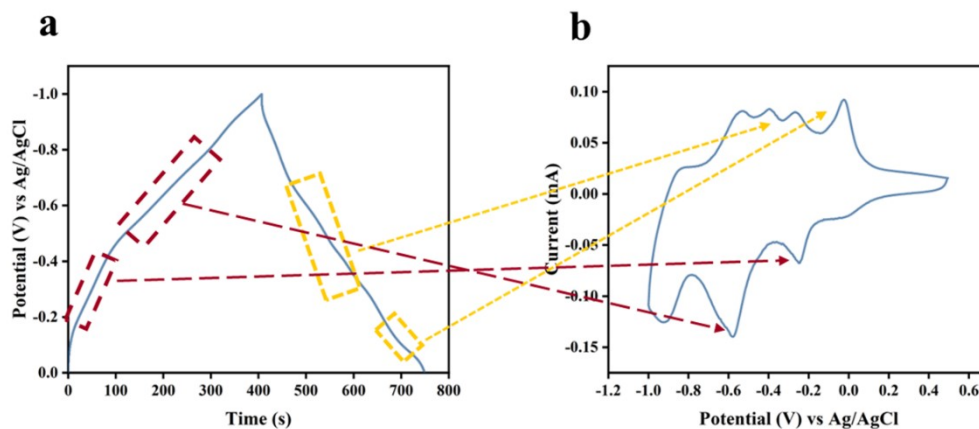 a
Potential (V) vs Ag/AgCl
-1.0
-0.8
-0.6
-0.4
-0.2
0.0
0 100 200 300 400 500 600 700 800
Time (s)
b
Current (mA)
0.10
0.05
0.00
-0.05
-0.10
-0.15
-1.2 -1.0 -0.8 -0.6 -0.4 -0.2 0.0 0.2 0.4 0.6
Potential (V) vs Ag/AgCl